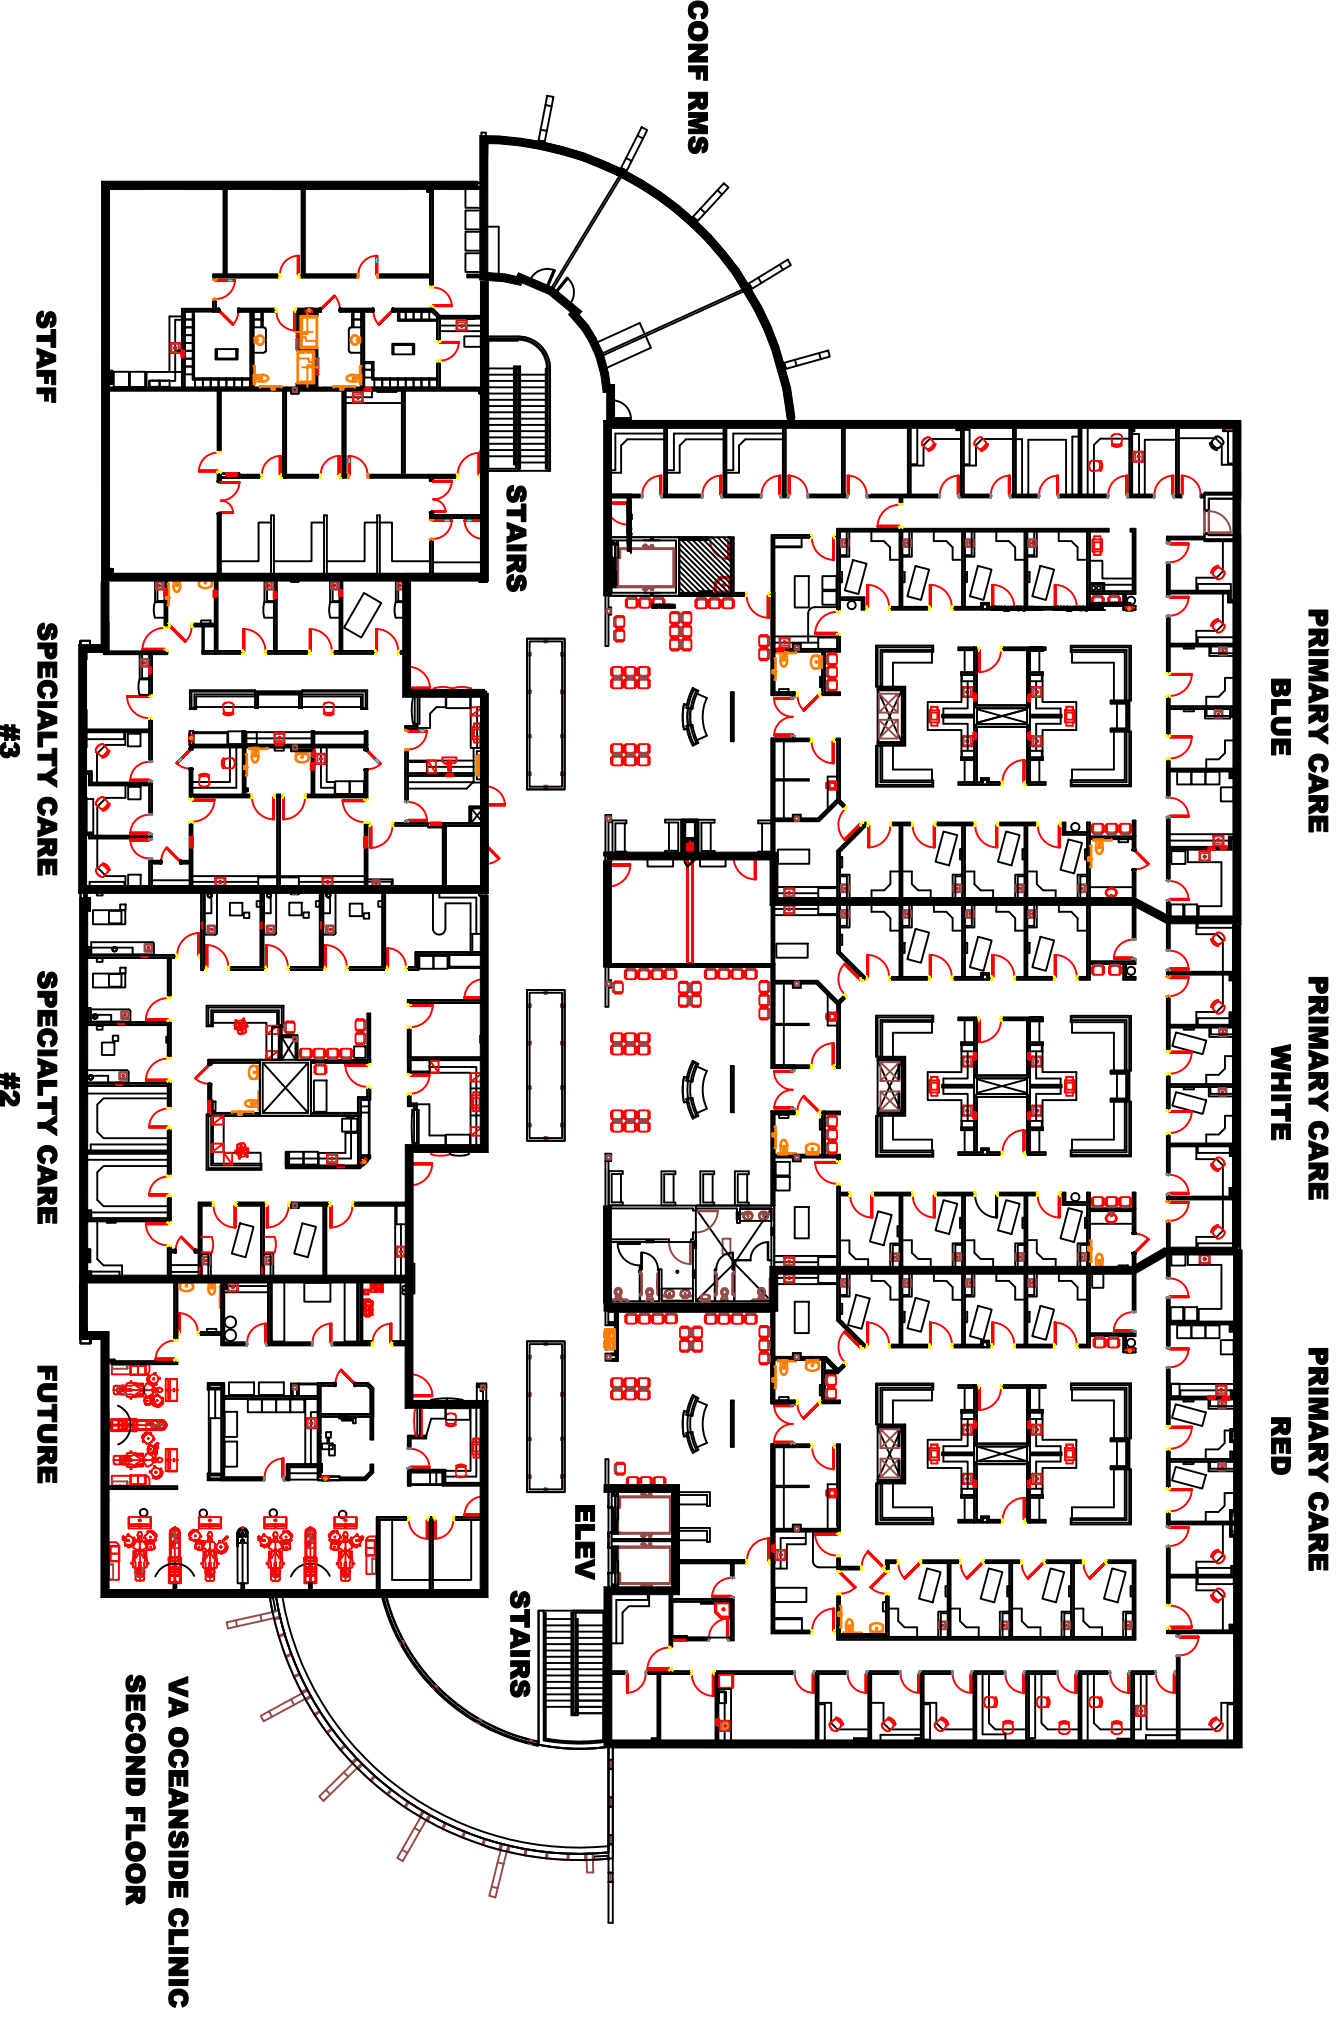 PRIMARY CARE
BLUE
PRIMARY CARE
WHITE
PRIMARY CARE
RED
CONF RMS
STAIRS
ELEV
STAIRS
STAFF
SPECIALTY CARE
#3
SPECIALTY CARE
#2
FUTURE
VA OCEANSIDE CLINIC
SECOND FLOOR